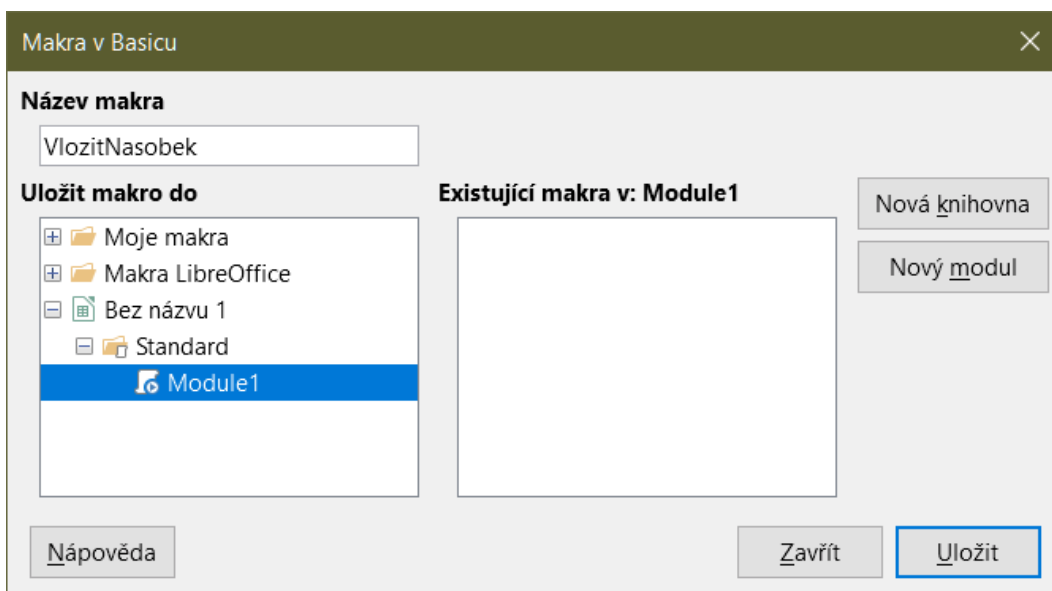 Makra v Basicu
Název makra
VlozitNasobek
Uložit makro do
Moje makra
Makra LibreOffice
Bez názvu 1
Standard
Module1
Existující makra v: Module1
Nová knihovna
Nový modul
Nápověda
Zavřít
Uložit